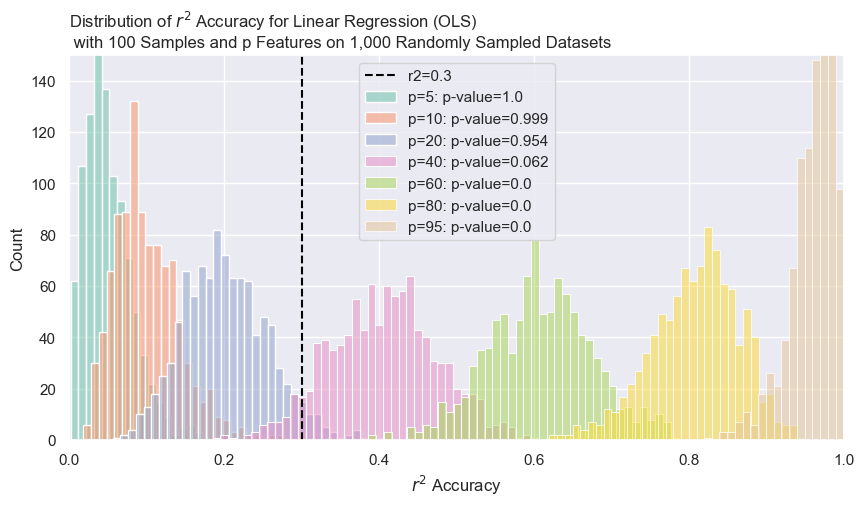 Distribution of r² Accuracy for Linear Regression (OLS)
with 100 Samples and p Features on 1,000 Randomly Sampled Datasets
140
120
100
80
60
40
20
0
Count
r2=0.3
p=5: p-value=1.0
p=10: p-value=0.999
p=20: p-value=0.954
p=40: p-value=0.062
p=60: p-value=0.0
p=80: p-value=0.0
p=95: p-value=0.0
0.0 0.2 0.4 0.6 0.8 1.0
r² Accuracy